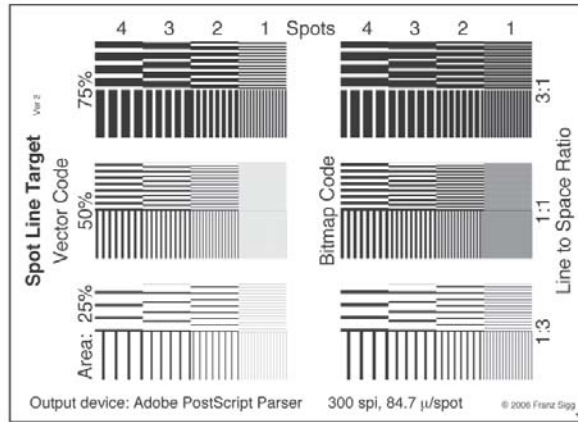 4 3 2 1 Spots 4 3 2 1
75%
3:1
Spot Line Target Ver 2
Vector Code
50%
Bitmap Code
1:1
Line to Space Ratio
Area: 25%
1:3
Output device: Adobe PostScript Parser 300 spi, 84.7 µ/spot © 2006 Franz Sigg